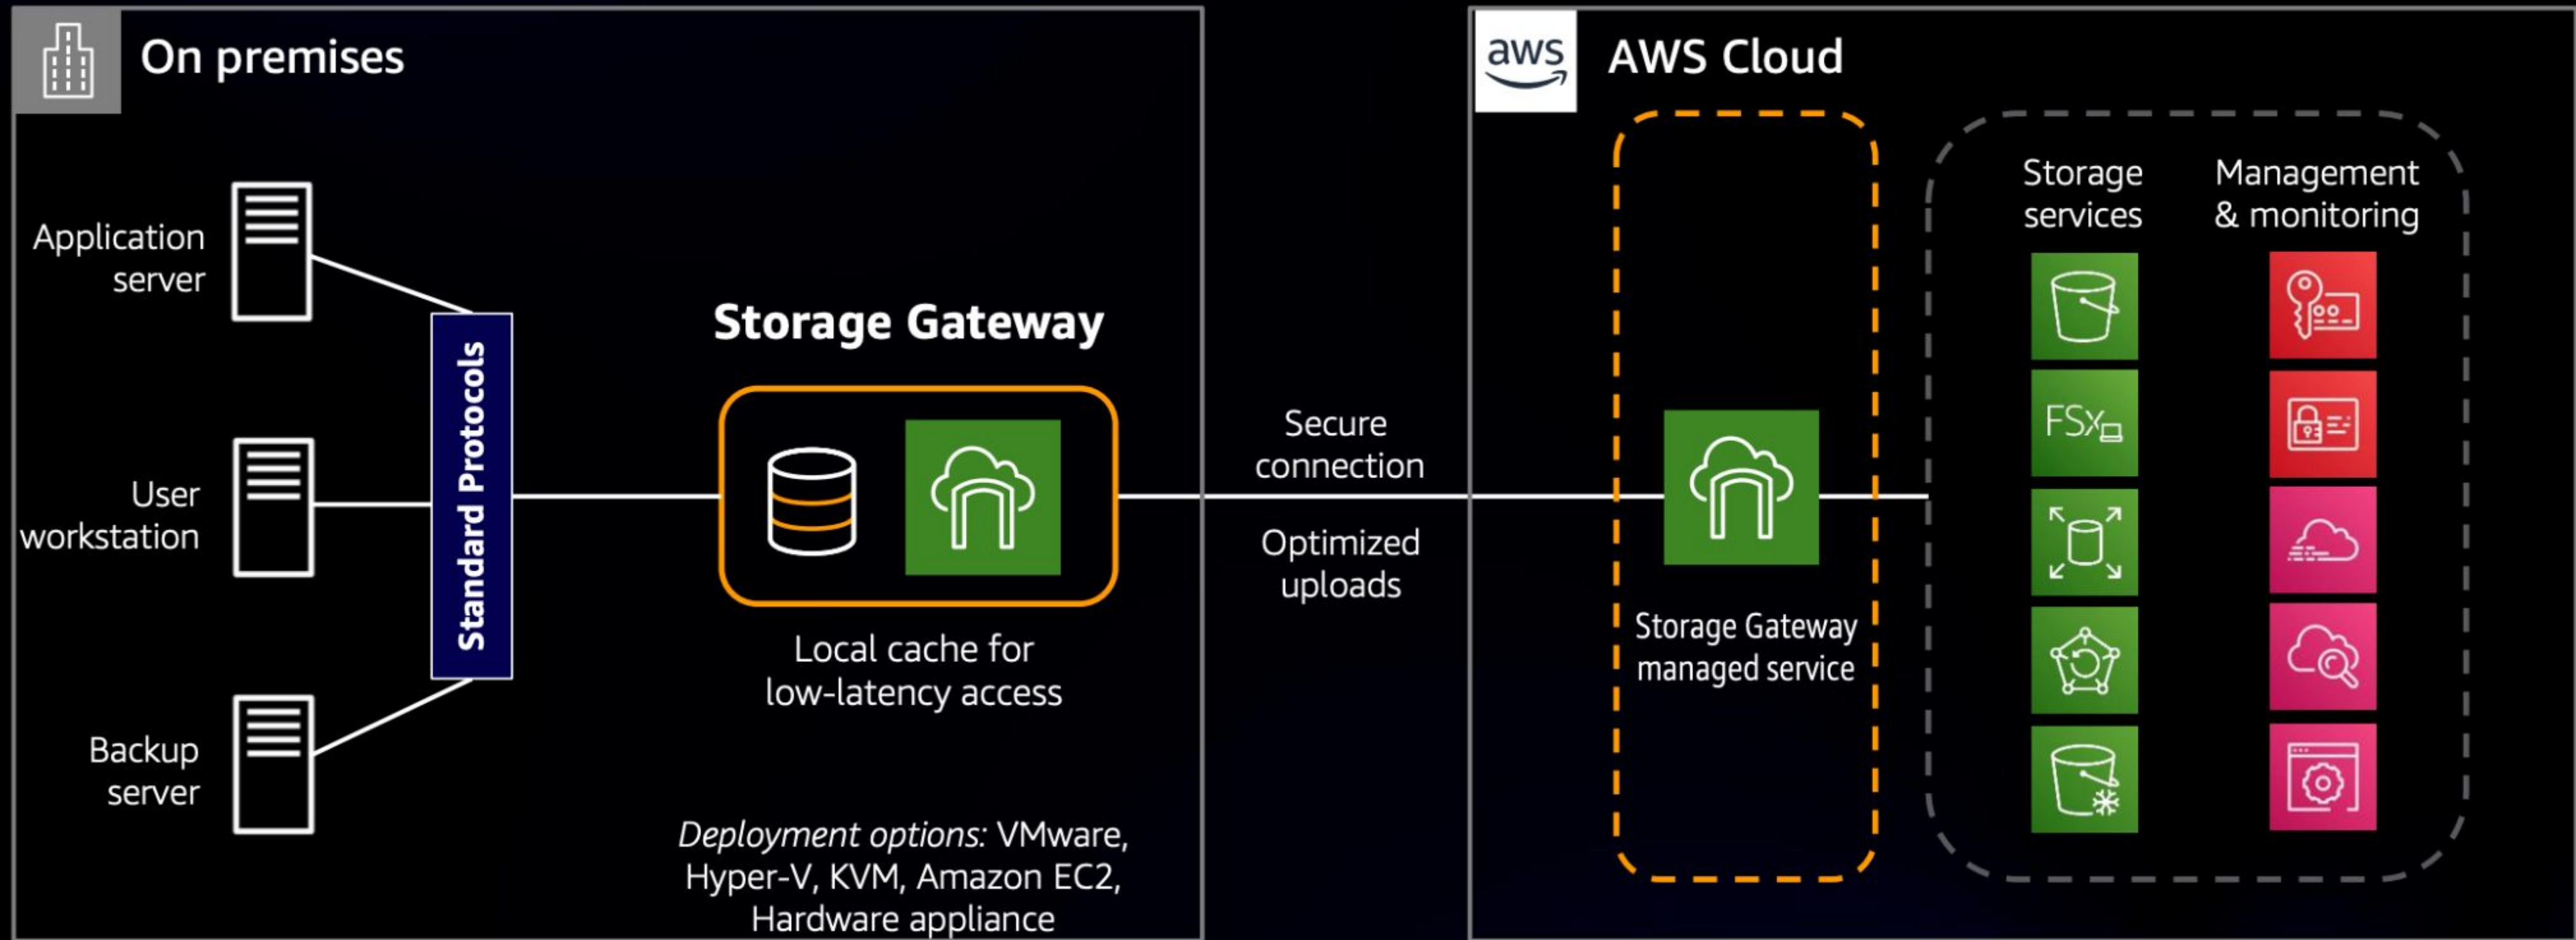 On premises
Application
server
User
workstation
Backup
server
Standard Protocols
Storage Gateway
Local cache for
low-latency access
Deployment options: VMware,
Hyper-V, KVM, Amazon EC2,
Hardware appliance
Secure
connection
Optimized
uploads
aws
AWS Cloud
Storage Gateway
managed service
Storage
services
FSx
Management
& monitoring